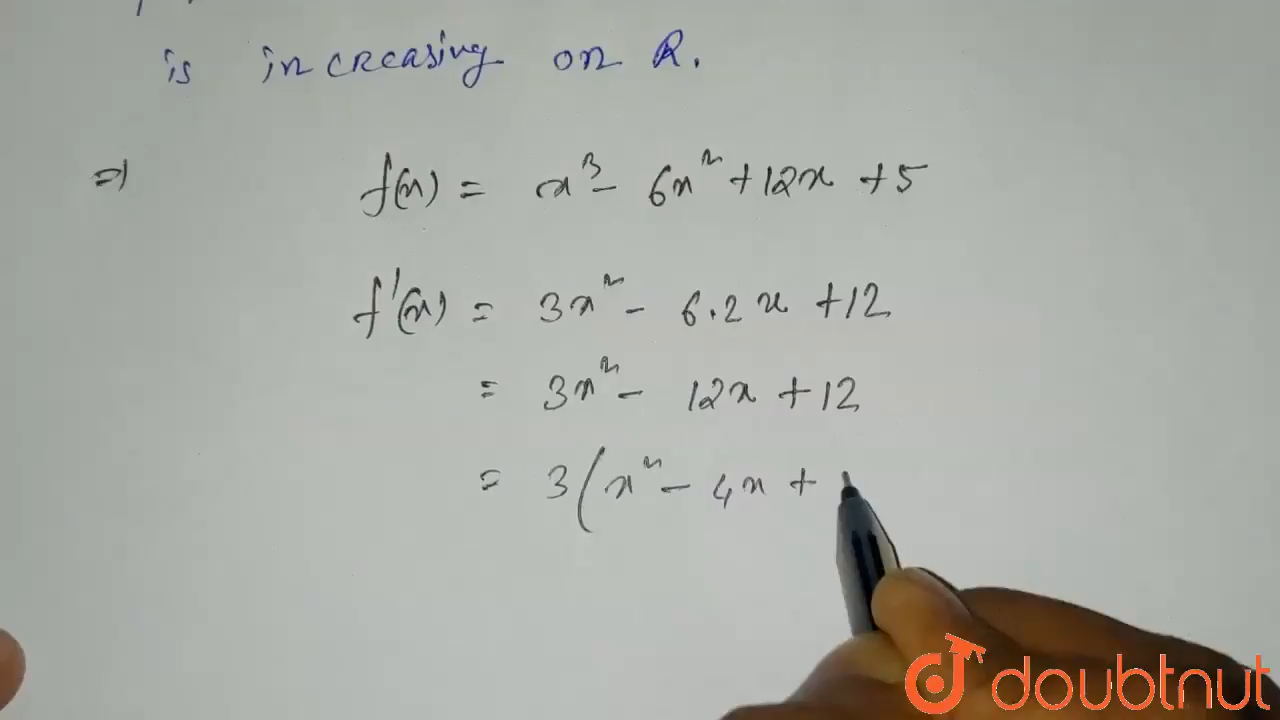 is increasing on R.
⇒ f(x) = x³ - 6x² + 12x + 5
f'(x) = 3x² - 6.2x + 12
= 3x² - 12x + 12
= 3(x² - 4x +
doubtnut